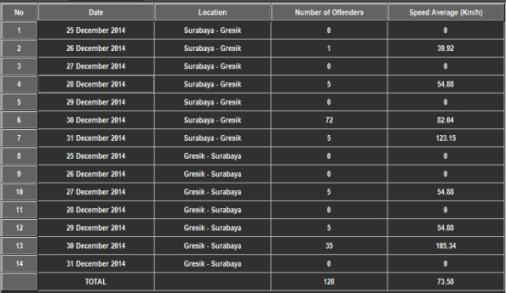 No Date Location Number of Offenders Speed Average (Km/h)
1 25 December 2014 Surabaya - Gresik 0 0
2 26 December 2014 Surabaya - Gresik 1 39.92
3 27 December 2014 Surabaya - Gresik 0 0
4 28 December 2014 Surabaya - Gresik 5 54.88
5 29 December 2014 Surabaya - Gresik 0 0
6 30 December 2014 Surabaya - Gresik 72 82.04
7 31 December 2014 Surabaya - Gresik 5 123.15
8 25 December 2014 Gresik - Surabaya 0 0
9 26 December 2014 Gresik - Surabaya 0 0
10 27 December 2014 Gresik - Surabaya 5 54.88
11 28 December 2014 Gresik - Surabaya 0 0
12 29 December 2014 Gresik - Surabaya 5 54.88
13 30 December 2014 Gresik - Surabaya 35 105.34
14 31 December 2014 Gresik - Surabaya 0 0
TOTAL 128 73.58